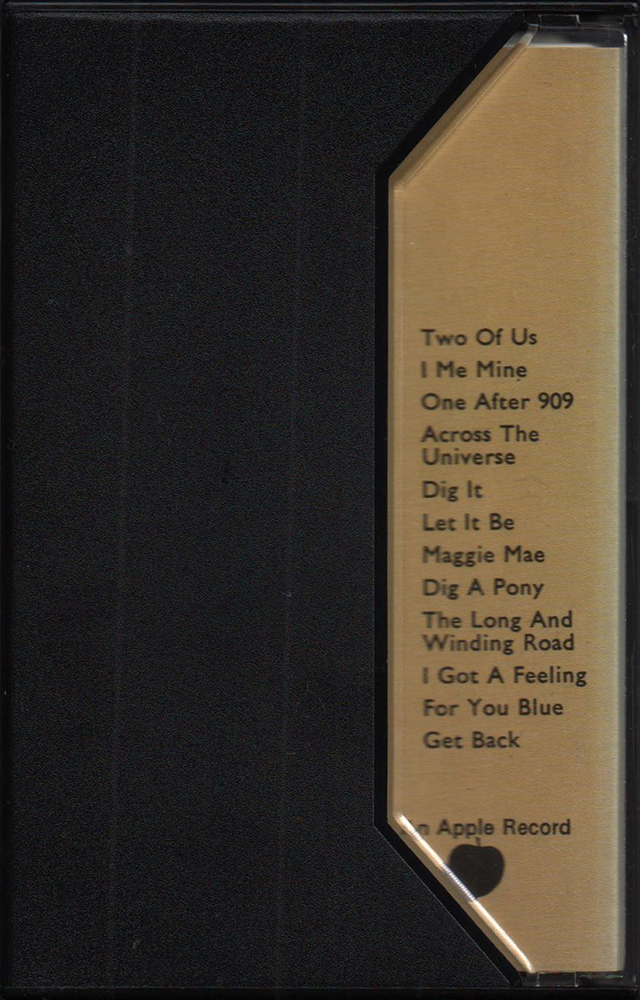 Two Of Us
I Me Mine
One After 909
Across The
Universe
Dig It
Let It Be
Maggie Mae
Dig A Pony
The Long And
Winding Road
I Got A Feeling
For You Blue
Get Back
An Apple Record